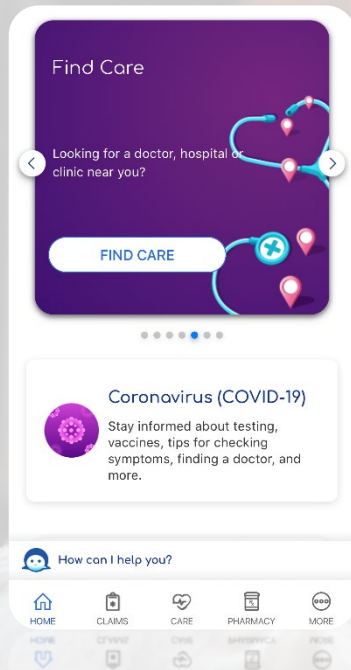 Find Care
Looking for a doctor, hospital or
clinic near you?
FIND CARE
Coronavirus (COVID-19)
Stay informed about testing,
vaccines, tips for checking
symptoms, finding a doctor, and
more.
How can I help you?
HOME CLAIMS CARE PHARMACY MORE